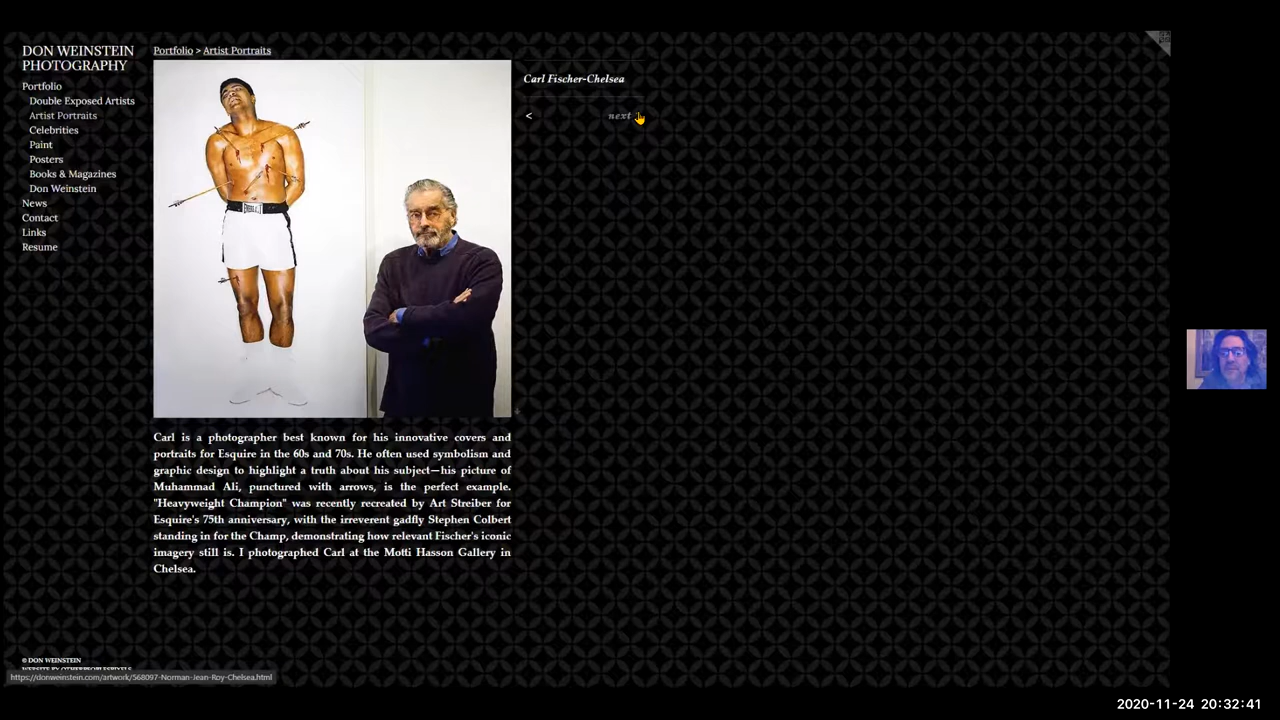 DON WEINSTEIN
PHOTOGRAPHY
Portfolio
Double Exposed Artists
Artist Portraits
Celebrities
Paint
Posters
Books & Magazines
Don Weinstein
News
Contact
Links
Resume
Portfolio > Artist Portraits
Carl Fischer-Chelsea
< next >
Carl is a photographer best known for his innovative covers and
portraits for Esquire in the 60s and 70s. He often used symbolism and
graphic design to highlight a truth about his subject—his picture of
Muhammad Ali, punctured with arrows, is the perfect example.
"Heavyweight Champion" was recently recreated by Art Streiber for
Esquire's 75th anniversary, with the irreverent gadfly Stephen Colbert
standing in for the Champ, demonstrating how relevant Fischer's iconic
imagery still is. I photographed Carl at the Motti Hasson Gallery in
Chelsea.
© DON WEINSTEIN
https://donweinstein.com/artwork/568097-Norman-Jean-Roy-Chelsea.html
2020-11-24 20:32:41